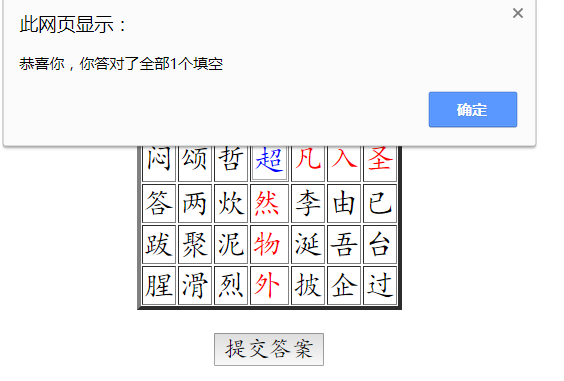 此网页显示：
恭喜你，你答对了全部1个填空
确定
闷颂哲超凡入圣
答两炊然李由已
跋聚泥物涎吾台
腥滑烈外披企过
提交答案